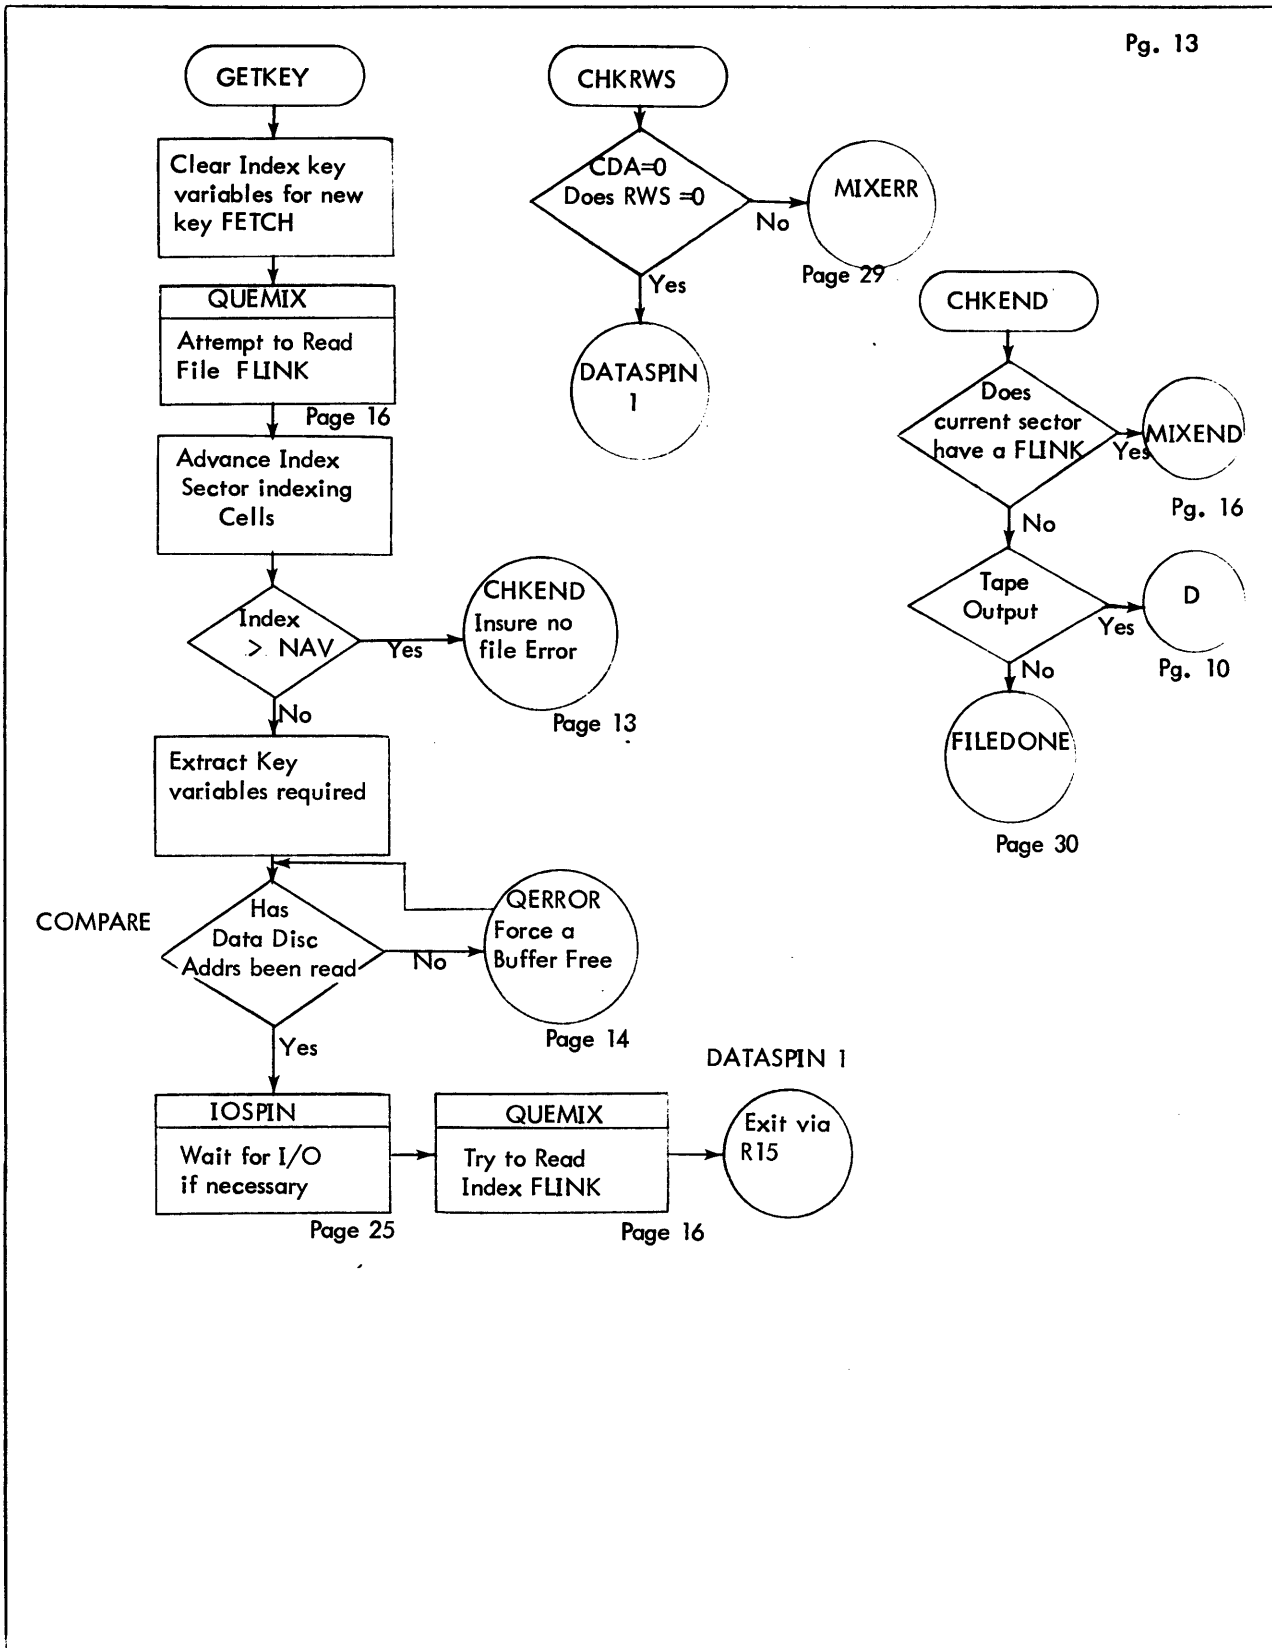 Pg. 13
GETKEY
Clear Index key
variables for new
key FETCH
QUEMIX
Attempt to Read
File FLINK
Page 16
Advance Index
Sector indexing
Cells
Index
> NAV
Yes
CHKEND
Insure no
file Error
Page 13
No
Extract Key
variables required
COMPARE
Has
Data Disc
Addrs been read
No
QERROR
Force a
Buffer Free
Page 14
Yes
IOSPIN
Wait for I/O
if necessary
Page 25
QUEMIX
Try to Read
Index FLINK
Page 16
DATASPIN 1
Exit via
R15
CHKRWS
CDA=0
Does RWS =0
No
MIXERR
Page 29
Yes
DATASPIN
1
CHKEND
Does
current sector
have a FLINK
Yes
MIXEND
Pg. 16
No
Tape
Output
Yes
D
Pg. 10
No
FILEDONE
Page 30